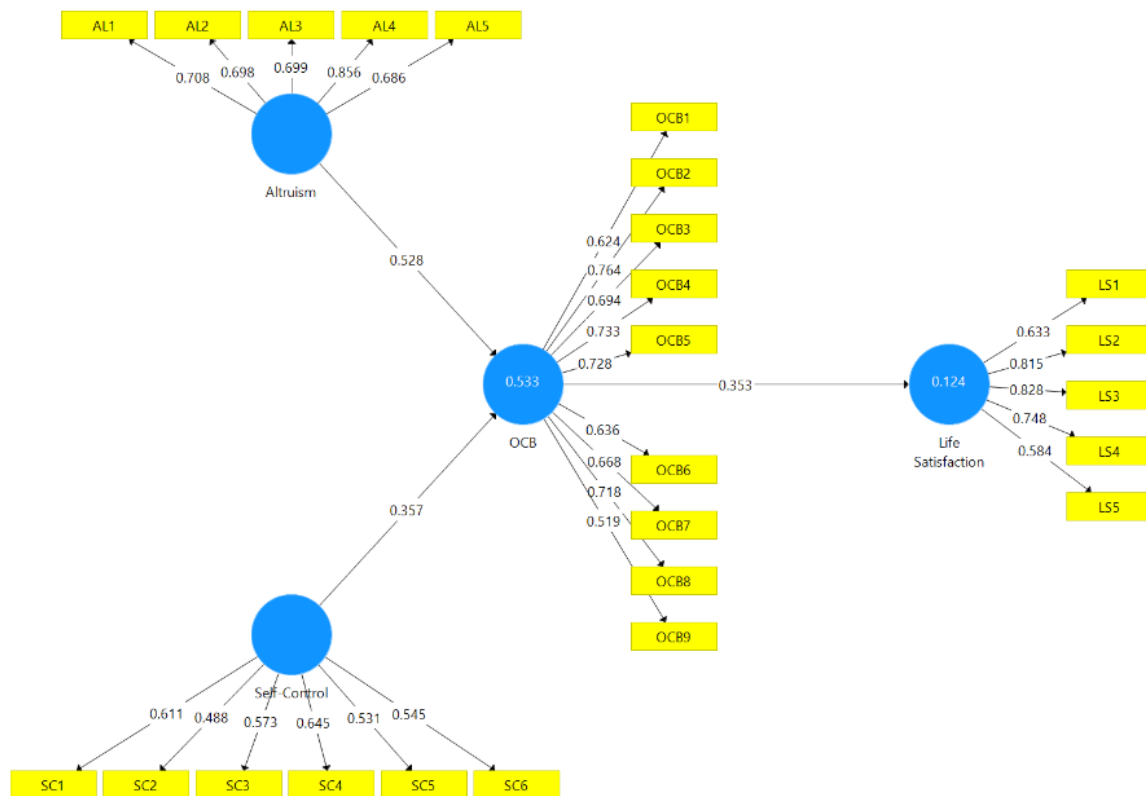 AL1 AL2 AL3 AL4 AL5
0.708 0.698 0.699 0.856 0.686
Altruism
OCB1
OCB2
OCB3
OCB4
OCB5
0.624
0.764
0.694
0.733
0.728
0.528
0.533
OCB
0.353
0.636
0.668
0.718
0.519
OCB6
OCB7
OCB8
OCB9
LS1
LS2
LS3
LS4
LS5
0.633
0.815
0.828
0.748
0.584
0.124
Life
Satisfaction
0.357
Self-Control
0.611 0.488 0.573 0.645 0.531 0.545
SC1 SC2 SC3 SC4 SC5 SC6